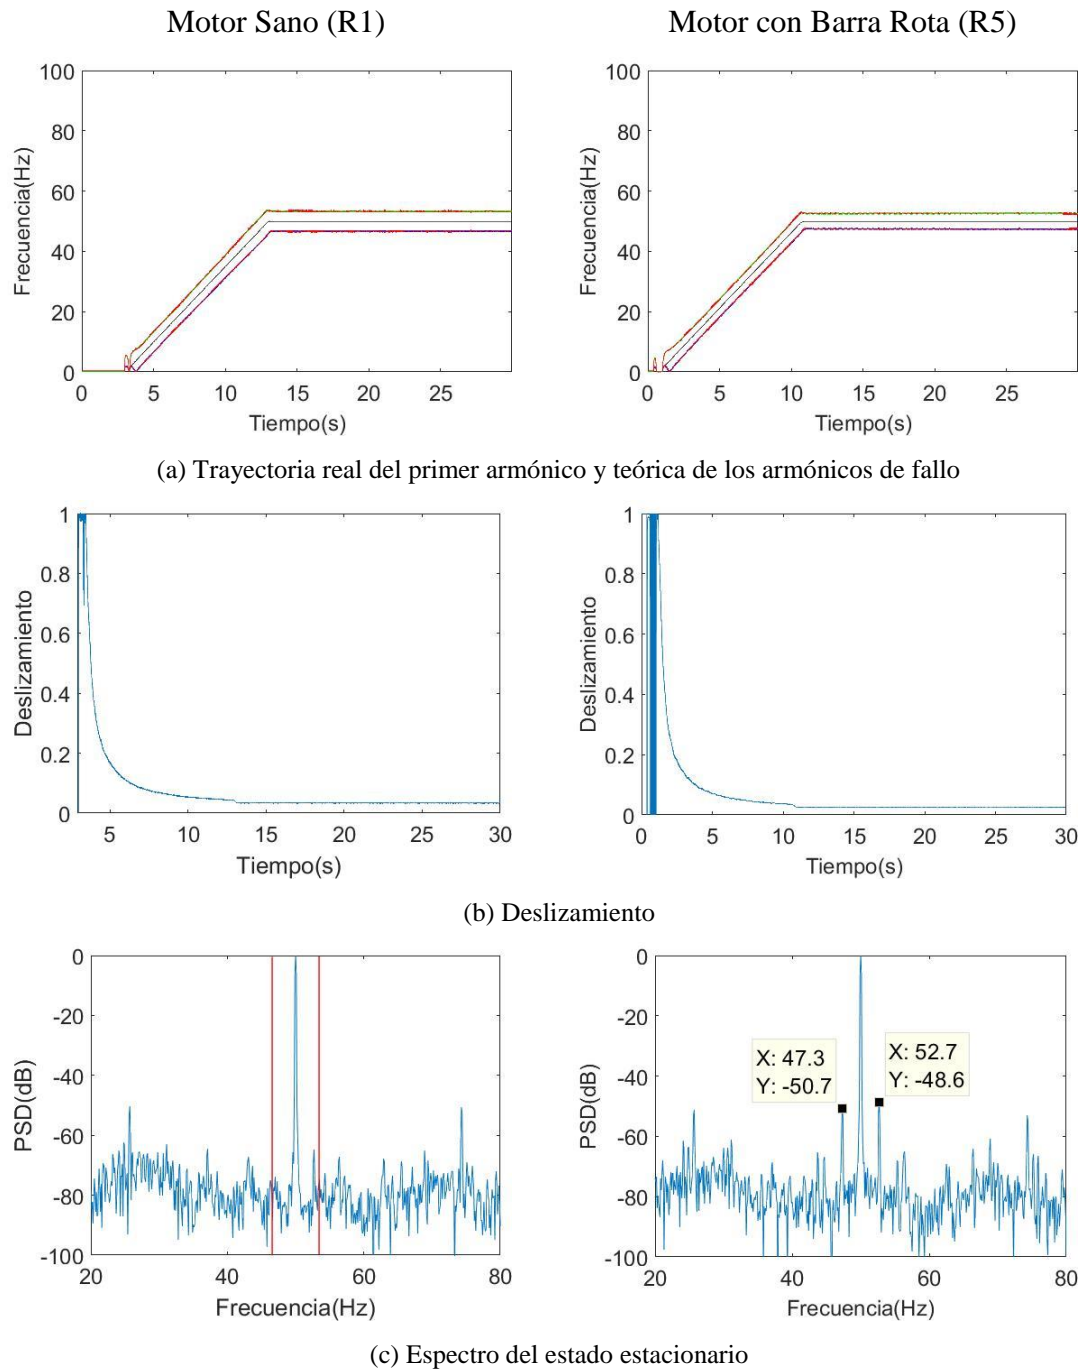 Motor Sano (R1)
Motor con Barra Rota (R5)
100
80
60
40
20
0
Frecuencia(Hz)
0 5 10 15 20 25
Tiempo(s)
100
80
60
40
20
0
Frecuencia(Hz)
0 5 10 15 20 25
Tiempo(s)
(a) Trayectoria real del primer armónico y teórica de los armónicos de fallo
1
0.8
0.6
0.4
0.2
0
Deslizamiento
5 10 15 20 25 30
Tiempo(s)
1
0.8
0.6
0.4
0.2
0
Deslizamiento
0 5 10 15 20 25 30
Tiempo(s)
(b) Deslizamiento
0
-20
-40
-60
-80
-100
PSD(dB)
20 40 60 80
Frecuencia(Hz)
0
-20
-40
-60
-80
-100
PSD(dB)
X: 47.3
Y: -50.7
X: 52.7
Y: -48.6
20 40 60 80
Frecuencia(Hz)
(c) Espectro del estado estacionario